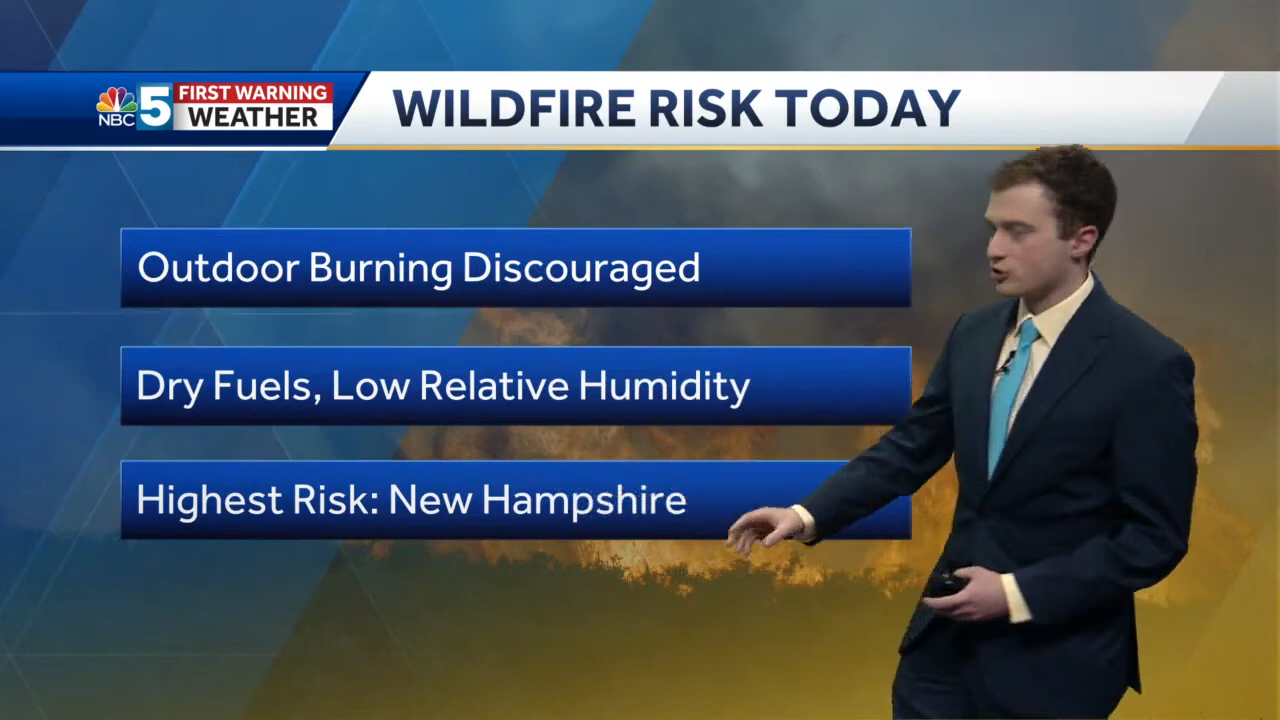 NBC 5 FIRST WARNING
WEATHER
WILDFIRE RISK TODAY
Outdoor Burning Discouraged
Dry Fuels, Low Relative Humidity
Highest Risk: New Hampshire